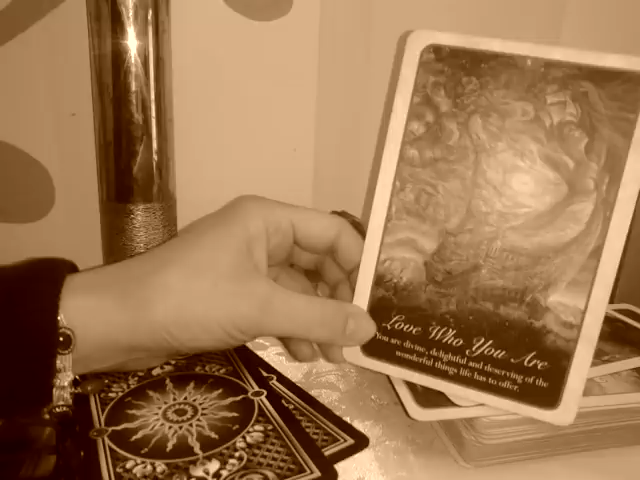 Love Who You Are
You are divine, delightful and deserving of the
wonderful things life has to offer.